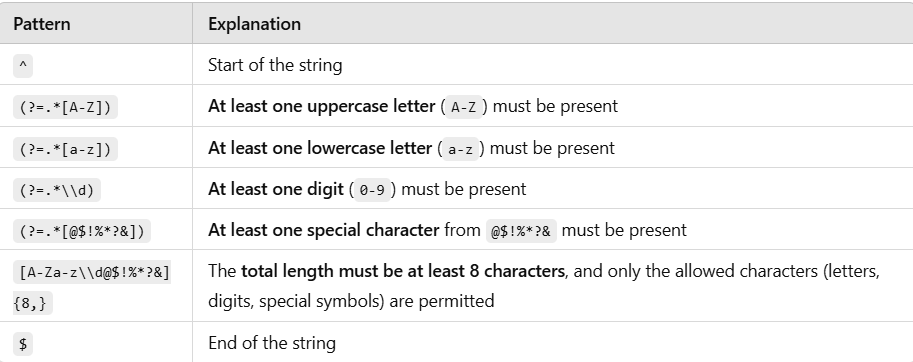 Pattern Explanation
^ Start of the string
(?=.*[A-Z]) At least one uppercase letter ( A-Z ) must be present
(?=.*[a-z]) At least one lowercase letter ( a-z ) must be present
(?=.*\\d) At least one digit ( 0-9 ) must be present
(?=.*[@$!%*?&]) At least one special character from @$!%*?& must be present
[A-Za-z\\d@$!%*?&] The total length must be at least 8 characters, and only the allowed characters (letters,
{8,} digits, special symbols) are permitted
$ End of the string